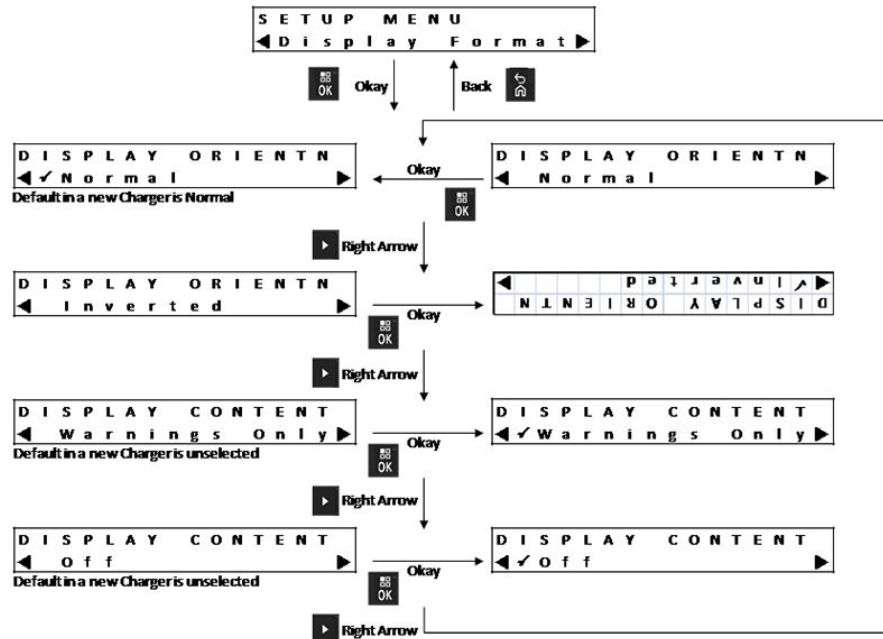 SETUP MENU
◀Display Format▶
OK Okay
Back
DISPLAY ORIENTN
◀✓Normal ▶
Default in a new Charger is Normal
Okay
OK
DISPLAY ORIENTN
Normal ▶
Right Arrow
DISPLAY ORIENTN
◀ Inverted ▶
OK
Okay
DISPLAY ORIENTN
◀✓Inverted ▶
Right Arrow
DISPLAY CONTENT
◀ Warnings Only▶
Default in a new Charger is unselected
OK
Okay
DISPLAY CONTENT
◀✓Warnings Only▶
Right Arrow
DISPLAY CONTENT
◀ Off ▶
Default in a new Charger is unselected
OK
Okay
DISPLAY CONTENT
◀✓Off ▶
Right Arrow